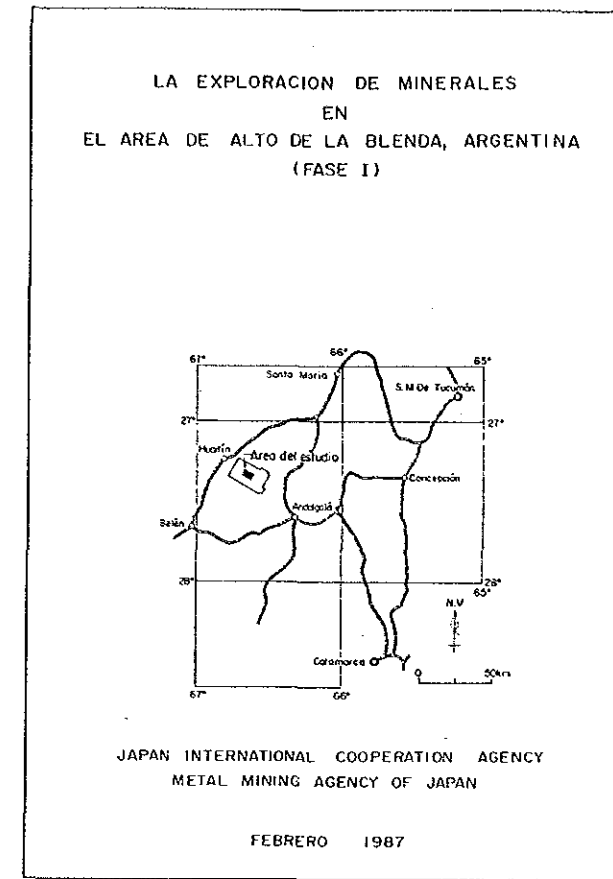 LA EXPLORACION DE MINERALES
EN
EL AREA DE ALTO DE LA BLENDA, ARGENTINA
(FASE I)
61° 66° 65°
Santa María
S. M. De Tucumán
27° 27°
Hualfín
Area del estudio
Concepción
Andalgalá
Belén
28° 28°
65°
N.V
Catamarca
0 50km
67° 66°
JAPAN INTERNATIONAL COOPERATION AGENCY
METAL MINING AGENCY OF JAPAN
FEBRERO 1987